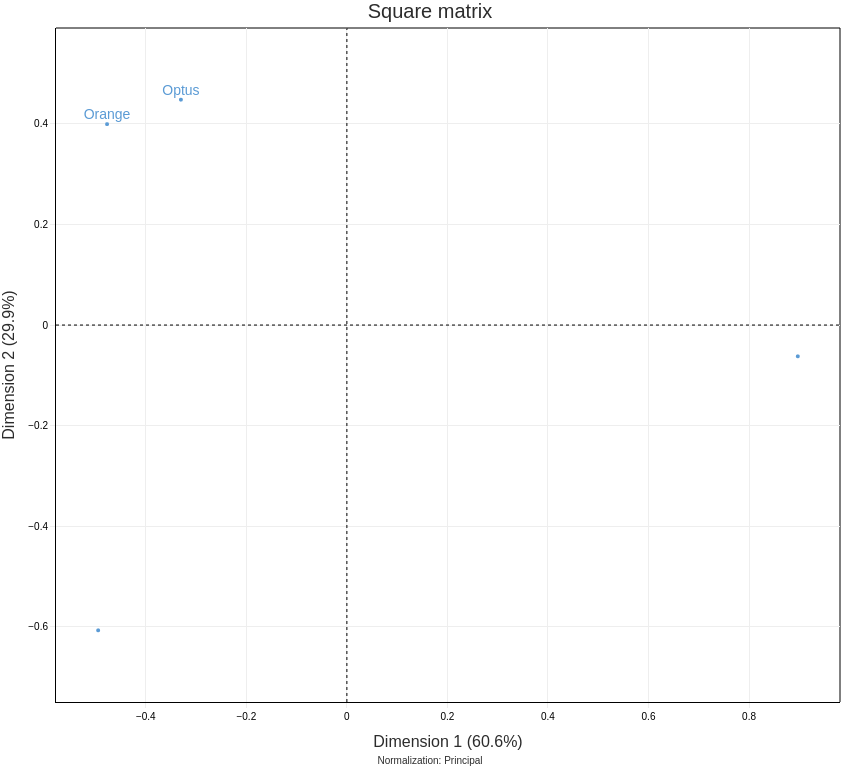 Square matrix
Optus
Orange
0.4
0.2
0
−0.2
−0.4
−0.6
Dimension 2 (29.9%)
−0.4
−0.2
0
0.2
0.4
0.6
0.8
Dimension 1 (60.6%)
Normalization: Principal